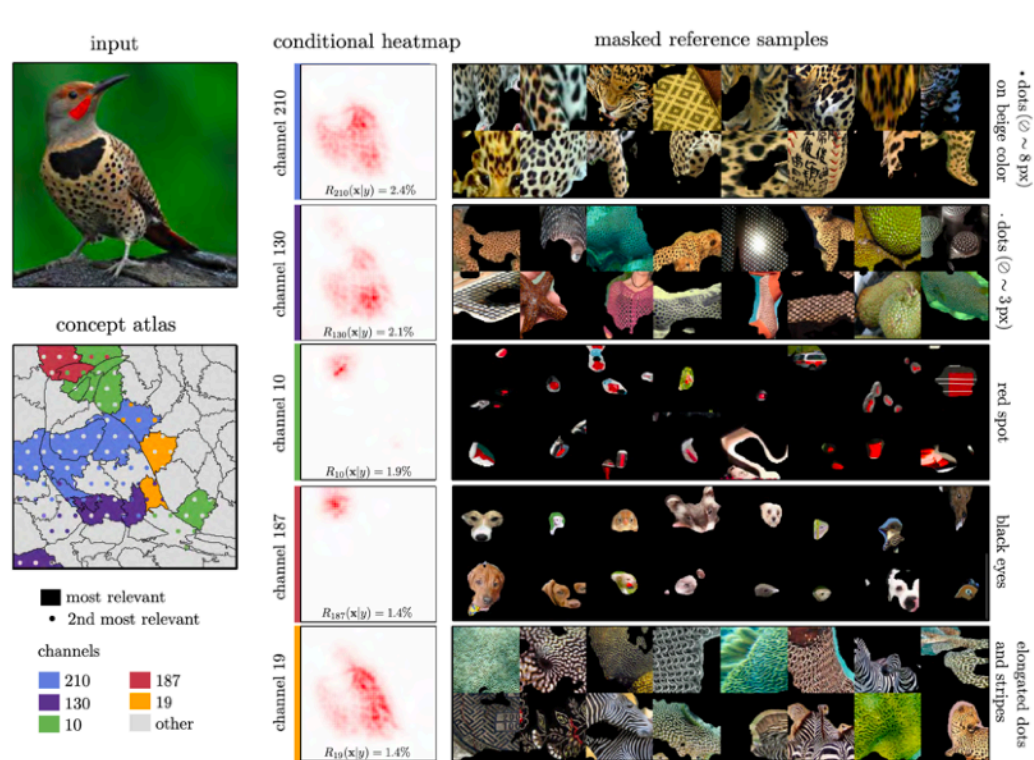 input
conditional heatmap
masked reference samples
channel 210
R₂₁₀(x|y) = 2.4%
• dots (∅ ∼ 8 px)
on beige color
channel 130
R₁₃₀(x|y) = 2.1%
· dots (∅ ∼ 3 px)
concept atlas
channel 10
R₁₀(x|y) = 1.9%
red spot
channel 187
R₁₈₇(x|y) = 1.4%
black eyes
channel 19
R₁₉(x|y) = 1.4%
elongated dots
and stripes
most relevant
• 2nd most relevant
channels
210
187
130
19
10
other